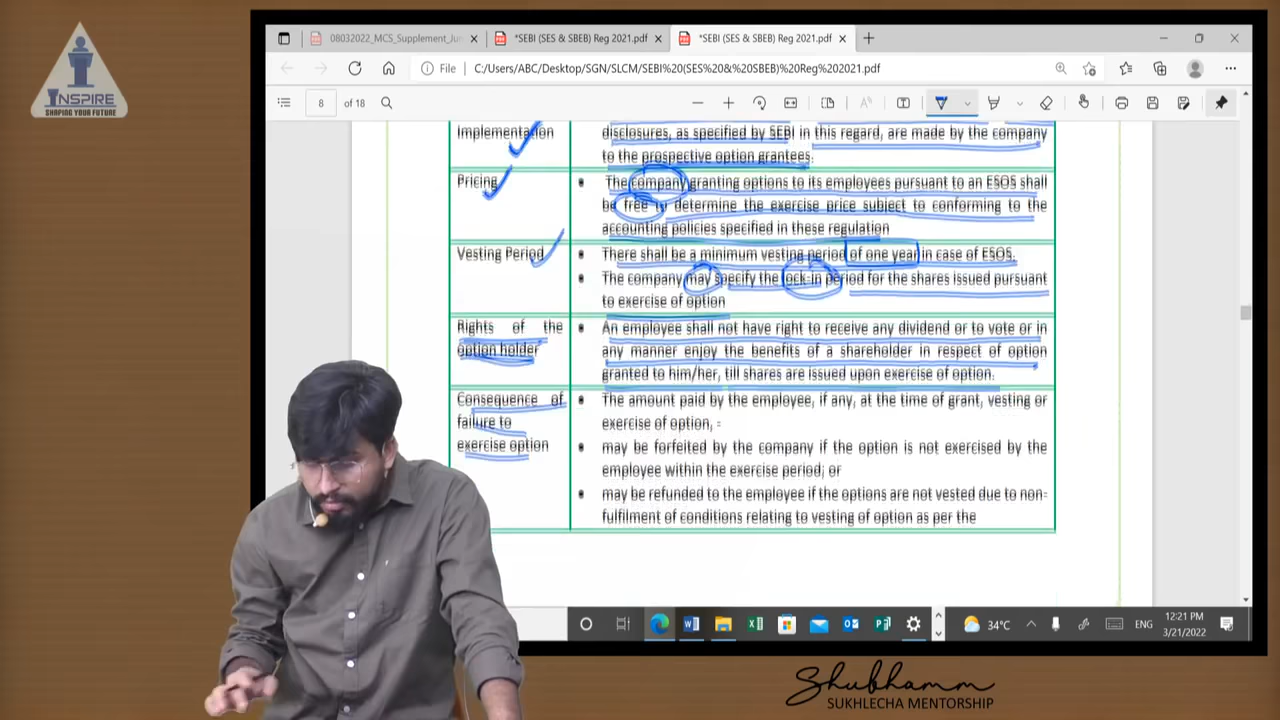 INSPIRE
SHAPING YOUR FUTURE
08032022_MCS_Supplement_Jun
*SEBI (SES & SBEB) Reg 2021.pdf
*SEBI (SES & SBEB) Reg 2021.pdf
File
C:/Users/ABC/Desktop/SGN/SLCM/SEBI%20(SES%20&%20SBEB)%20Reg%202021.pdf
8 of 18
Implementation
disclosures, as specified by SEBI in this regard, are made by the company
to the prospective option grantees.
Pricing
• The company granting options to its employees pursuant to an ESOS shall
be free to determine the exercise price subject to conforming to the
accounting policies specified in these regulation
Vesting Period
• There shall be a minimum vesting period of one year in case of ESOS.
• The company may specify the lock-in period for the shares issued pursuant
to exercise of option
Rights of the
option holder
• An employee shall not have right to receive any dividend or to vote or in
any manner enjoy the benefits of a shareholder in respect of option
granted to him/her, till shares are issued upon exercise of option.
Consequence of
failure to
exercise option
• The amount paid by the employee, if any, at the time of grant, vesting or
exercise of option, -
• may be forfeited by the company if the option is not exercised by the
employee within the exercise period; or
• may be refunded to the employee if the options are not vested due to non-
fulfilment of conditions relating to vesting of option as per the
34°C
ENG
12:21 PM
3/21/2022
Shubhamm
SUKHLECHA MENTORSHIP